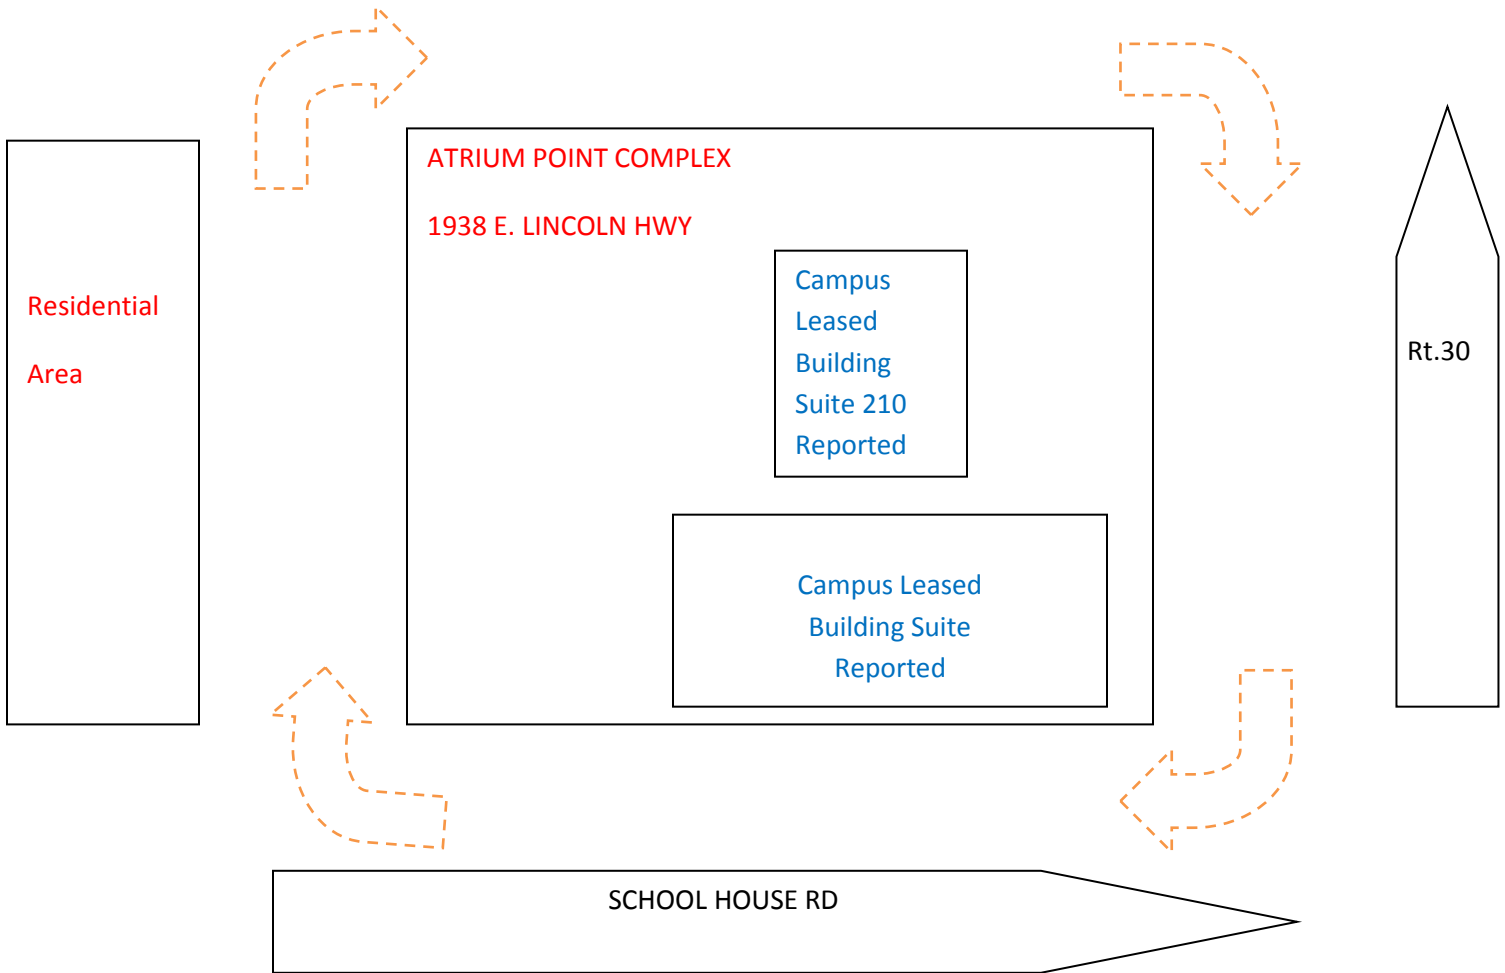 ATRIUM POINT COMPLEX
1938 E. LINCOLN HWY
Residential
Area
Campus
Leased
Building
Suite 210
Reported
Rt.30
Campus Leased
Building Suite
Reported
SCHOOL HOUSE RD